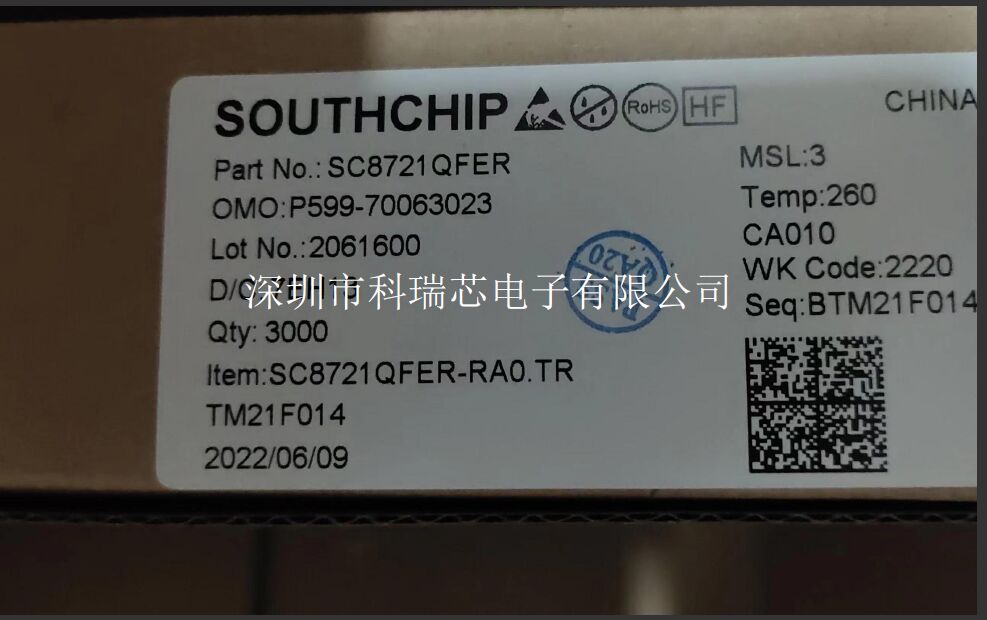 SOUTHCHIP RoHS HF CHINA
Part No.: SC8721QFER
OMO:P599-70063023
Lot No.:2061600
深圳市科瑞芯电子有限公司
Qty: 3000
Item:SC8721QFER-RA0.TR
TM21F014
2022/06/09
MSL:3
Temp:260
CA010
WK Code:2220
Seq:BTM21F014
QA20